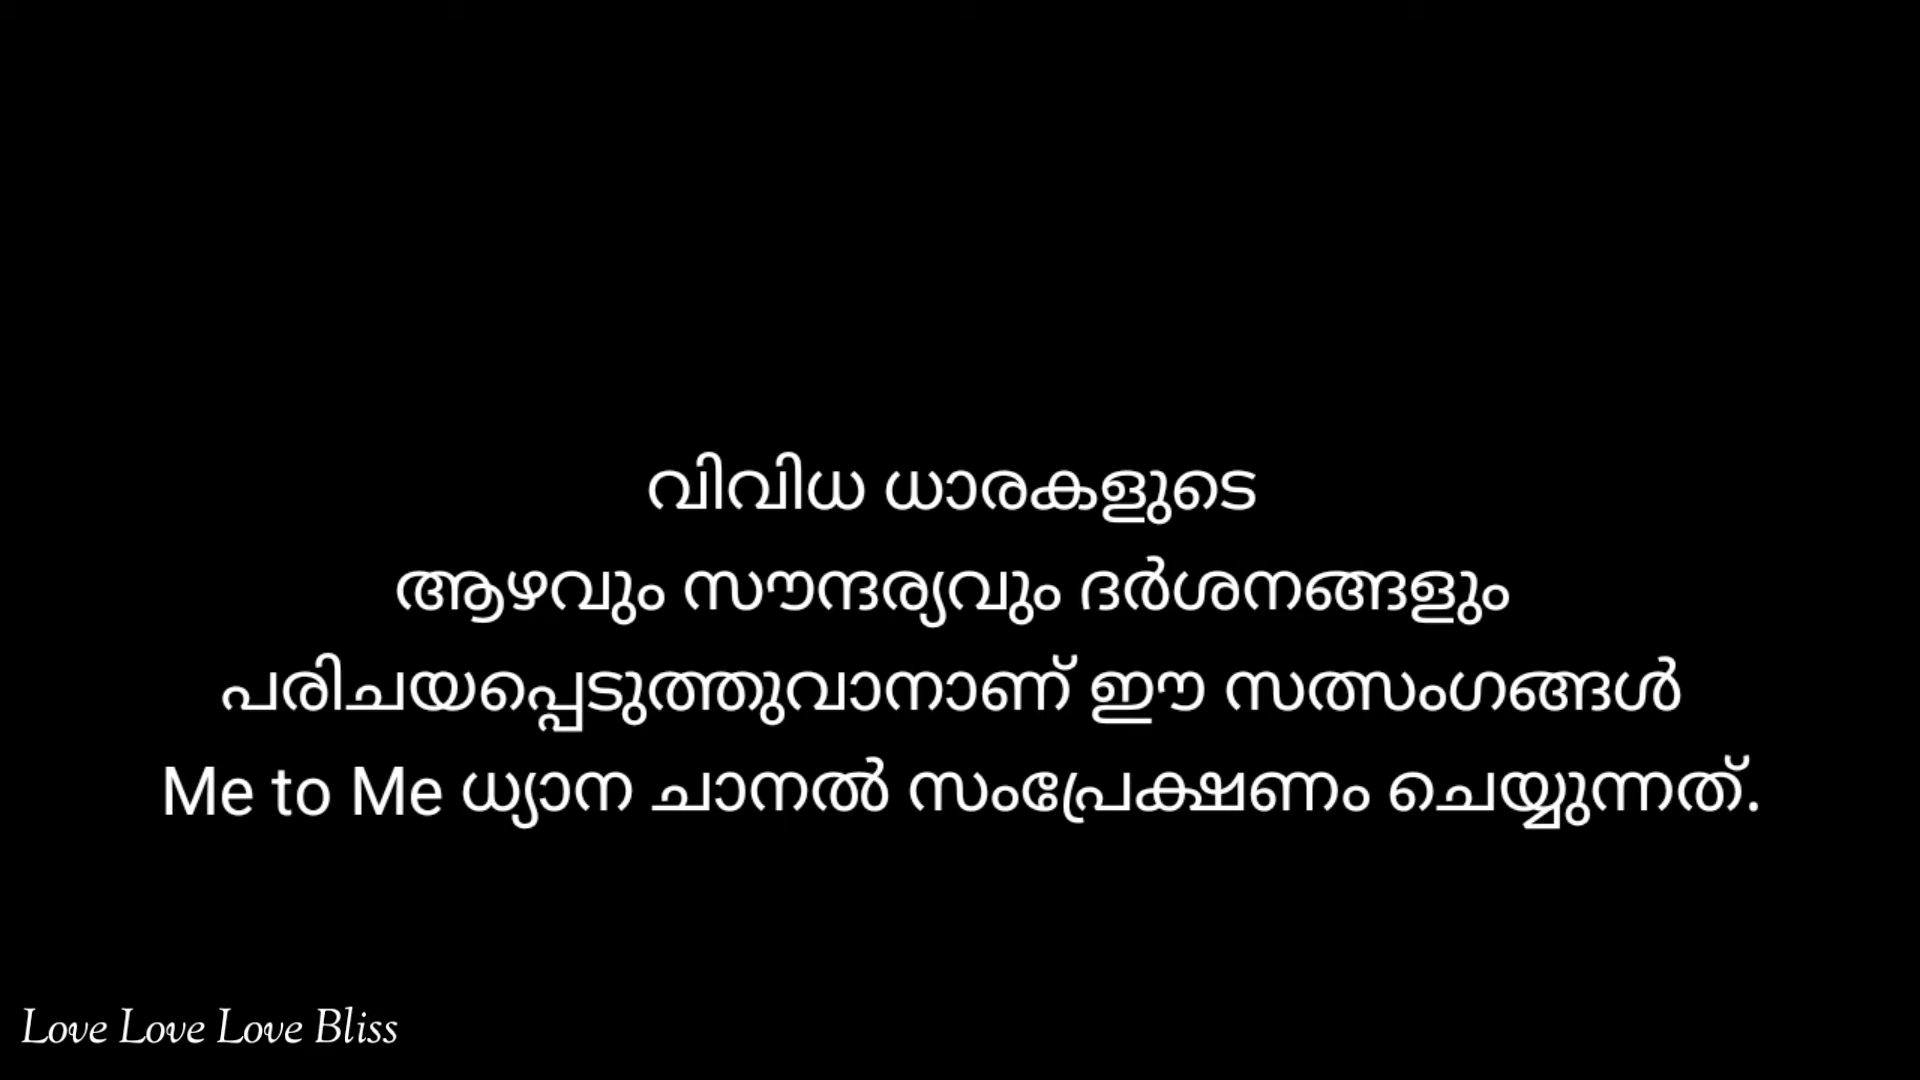 വിവിധ ധാരകളുടെ
ആഴവും സൗന്ദര്യവും ദർശനങ്ങളും
പരിചയപ്പെടുത്തുവാനാണ് ഈ സത്സംഗങ്ങൾ
Me to Me ധ്യാന ചാനൽ സംപ്രേക്ഷണം ചെയ്യുന്നത്.
Love Love Love Bliss